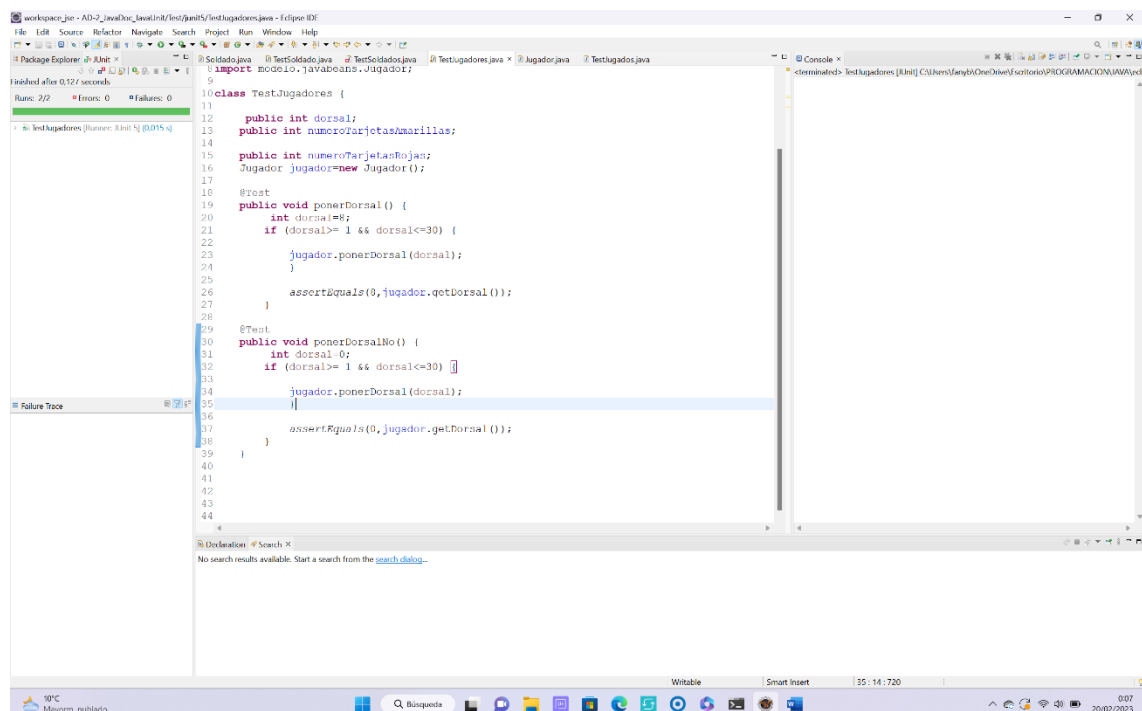 workspace_jse - AD-2_JavaDoc_JavaUnit/Test/junit5/TestJugadores.java - Eclipse IDE
File Edit Source Refactor Navigate Search Project Run Window Help
Package Explorer JUnit
Finished after 0,127 seconds
Runs: 2/2 Errors: 0 Failures: 0
TestJugadores [Runner: JUnit 5] (0,015 s)
Failure Trace
Soldado.java TestSoldado.java TestSoldados.java TestJugadores.java Jugador.java TestJugados.java
8 import modelo.javabeans.Jugador;
9
10 class TestJugadores {
11
12 public int dorsal;
13 public int numeroTarjetasAmarillas;
14
15 public int numeroTarjetasRojas;
16 Jugador jugador=new Jugador();
17
18 @Test
19 public void ponerDorsal() {
20 int dorsal=8;
21 if (dorsal>= 1 && dorsal<=30) {
22
23 jugador.ponerDorsal(dorsal);
24 }
25
26 assertEquals(8,jugador.getDorsal());
27 }
28
29 @Test
30 public void ponerDorsalNo() {
31 int dorsal=0;
32 if (dorsal>= 1 && dorsal<=30) {
33
34 jugador.ponerDorsal(dorsal);
35 }
36
37 assertEquals(0,jugador.getDorsal());
38 }
39 }
40
41
42
43
44
Console
<terminated> TestJugadores [JUnit] C:\Users\fanyb\OneDrive\Escritorio\PROGRAMACION\JAVA\ecl
Declaration Search
No search results available. Start a search from the search dialog...
Writable Smart Insert 35 : 14 : 720
10°C
Mayorm. nublado
Búsqueda
0:07
20/02/2023